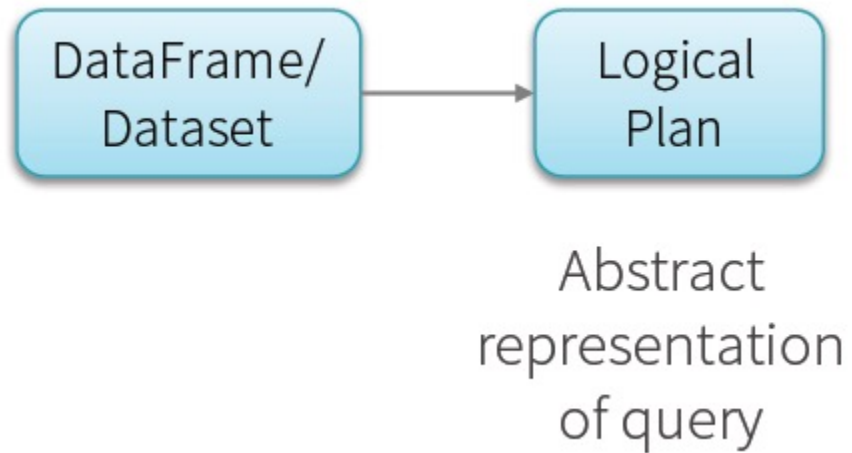 DataFrame/
Dataset
Logical
Plan
Abstract
representation
of query